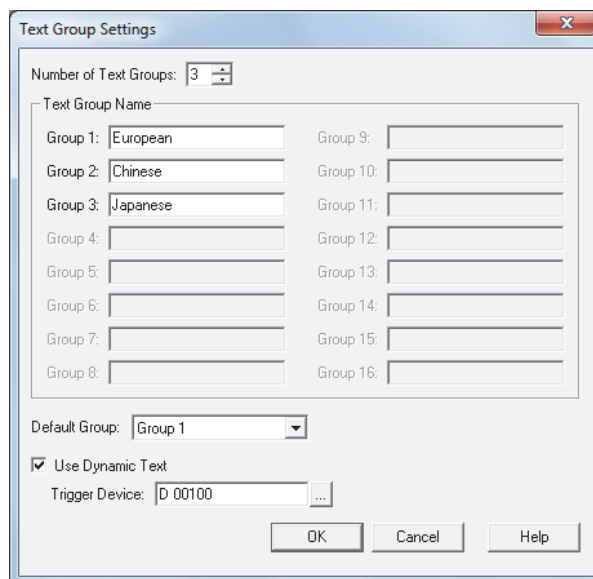 Text Group Settings
Number of Text Groups: 3
Text Group Name
Group 1: European
Group 2: Chinese
Group 3: Japanese
Group 4:
Group 5:
Group 6:
Group 7:
Group 8:
Group 9:
Group 10:
Group 11:
Group 12:
Group 13:
Group 14:
Group 15:
Group 16:
Default Group: Group 1
Use Dynamic Text
Trigger Device: D 00100 ...
OK Cancel Help